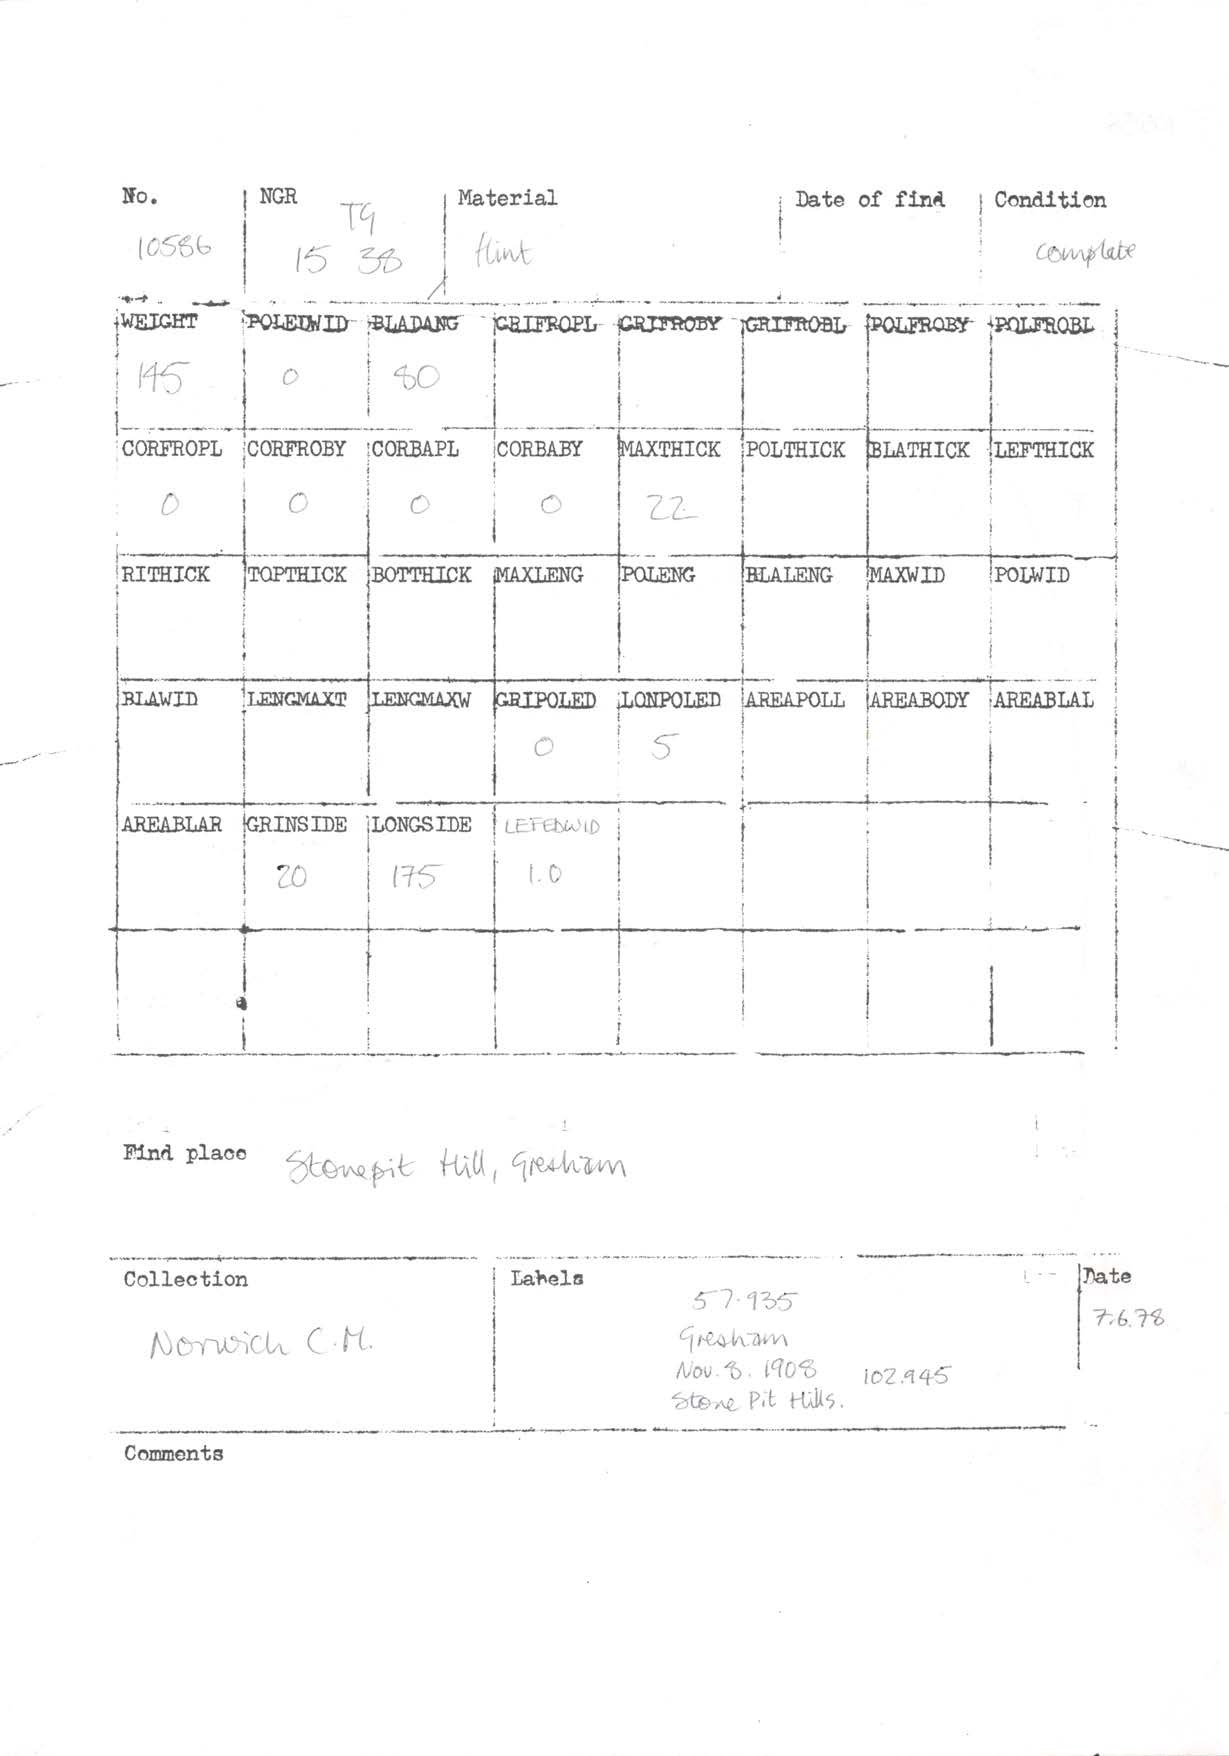 No. NGR Material Date of find Condition
TG
10586 15 38 flint complete
WEIGHT POLEDWID BLADANG GRIFROPL GRIFROBY GRIFROBL POLFROBY POLFROBL
145 0 80
CORFROPL CORFROBY CORBAPL CORBABY MAXTHICK POLTHICK BLATHICK LEFTHICK
0 0 0 0 22
RITHICK TOPTHICK BOTTHICK MAXLENG POLENG BLALENG MAXWID POLWID
BLAWID LENGMAXT LENGMAXW GRIPOLED LONPOLED AREAPOLL AREABODY AREABLAL
0 5
AREABLAR GRINSIDE LONGSIDE LEFEDWID
20 175 1.0
Find place Stonepit Hill, Gresham
Collection Labels Date
57.935
7.6.78
Norwich C.M. Gresham
Nov. 8. 1908 102.945
Stone Pit Hills.
Comments